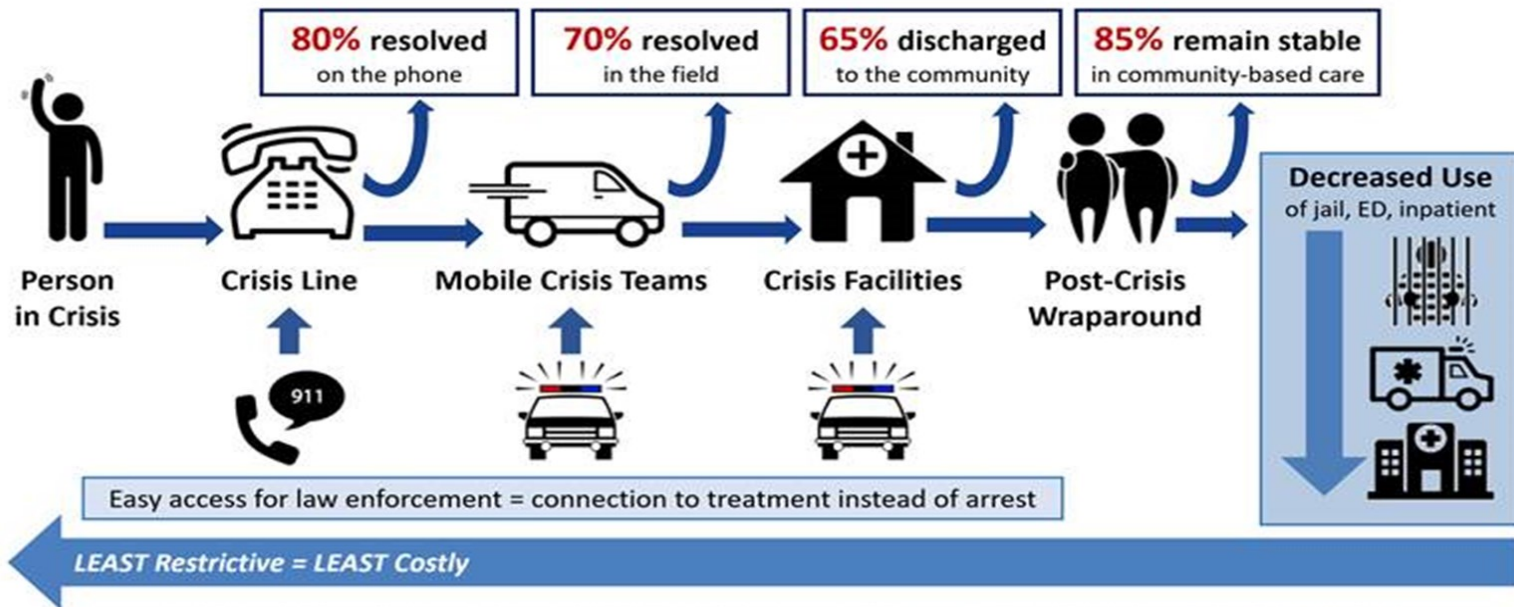 80% resolved
on the phone
70% resolved
in the field
65% discharged
to the community
85% remain stable
in community-based care
Person
in Crisis
Crisis Line
Mobile Crisis Teams
Crisis Facilities
Post-Crisis
Wraparound
Decreased Use
of jail, ED, inpatient
911
Easy access for law enforcement = connection to treatment instead of arrest
LEAST Restrictive = LEAST Costly